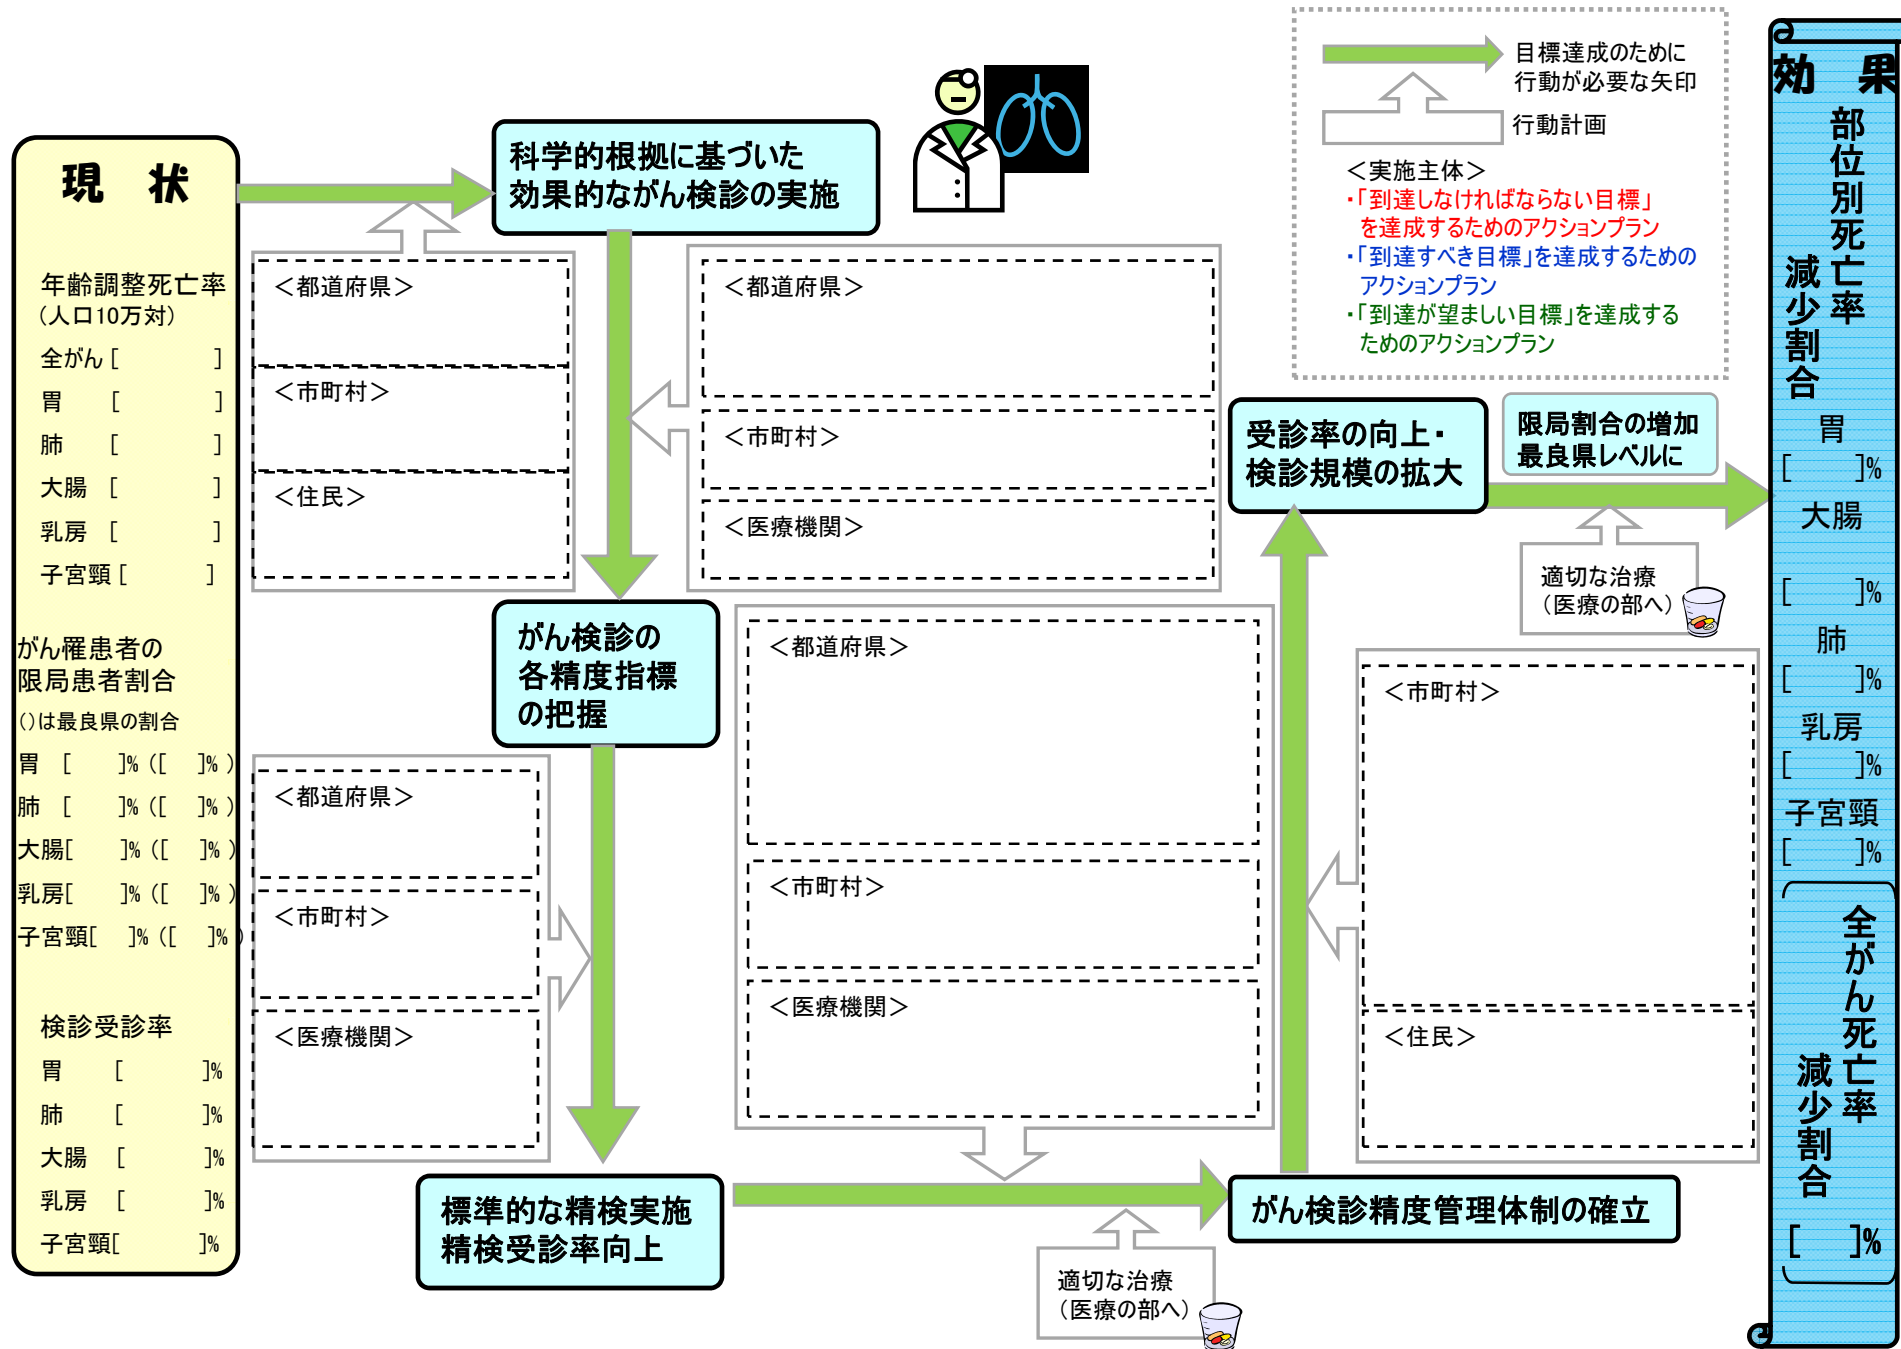 現　状
年齢調整死亡率
（人口10万対）
全がん [　　　　]
胃　　[　　　　]
肺　　[　　　　]
大腸　[　　　　]
乳房　[　　　　]
子宮頸 [　　　　]
がん罹患者の
限局患者割合
()は最良県の割合
胃　[　　]% ([　　]% )
肺　[　　]% ([　　]% )
大腸[　　]% ([　　]% )
乳房[　　]% ([　　]% )
子宮頸[　　]% ([　　]% )
検診受診率
胃　　[　　　　]%
肺　　[　　　　]%
大腸　[　　　　]%
乳房　[　　　　]%
子宮頸[　　　　]%
科学的根拠に基づいた
効果的ながん検診の実施
＜都道府県＞
＜市町村＞
＜住民＞
＜都道府県＞
＜市町村＞
＜医療機関＞
がん検診の
各精度指標
の把握
＜都道府県＞
＜市町村＞
＜医療機関＞
標準的な精検実施
精検受診率向上
＜都道府県＞
＜市町村＞
＜医療機関＞
適切な治療
（医療の部へ）
がん検診精度管理体制の確立
＜市町村＞
＜住民＞
受診率の向上・
検診規模の拡大
限局割合の増加
最良県レベルに
適切な治療
（医療の部へ）
目標達成のために
行動が必要な矢印
行動計画
＜実施主体＞
・「到達しなければならない目標」
を達成するためのアクションプラン
・「到達すべき目標」を達成するための
アクションプラン
・「到達が望ましい目標」を達成する
ためのアクションプラン
効　果
部位別死亡率
減少割合
胃
[　　　]%
大腸
[　　　]%
肺
[　　　]%
乳房
[　　　]%
子宮頸
[　　　]%
全がん死亡率
減少割合
[　　]%